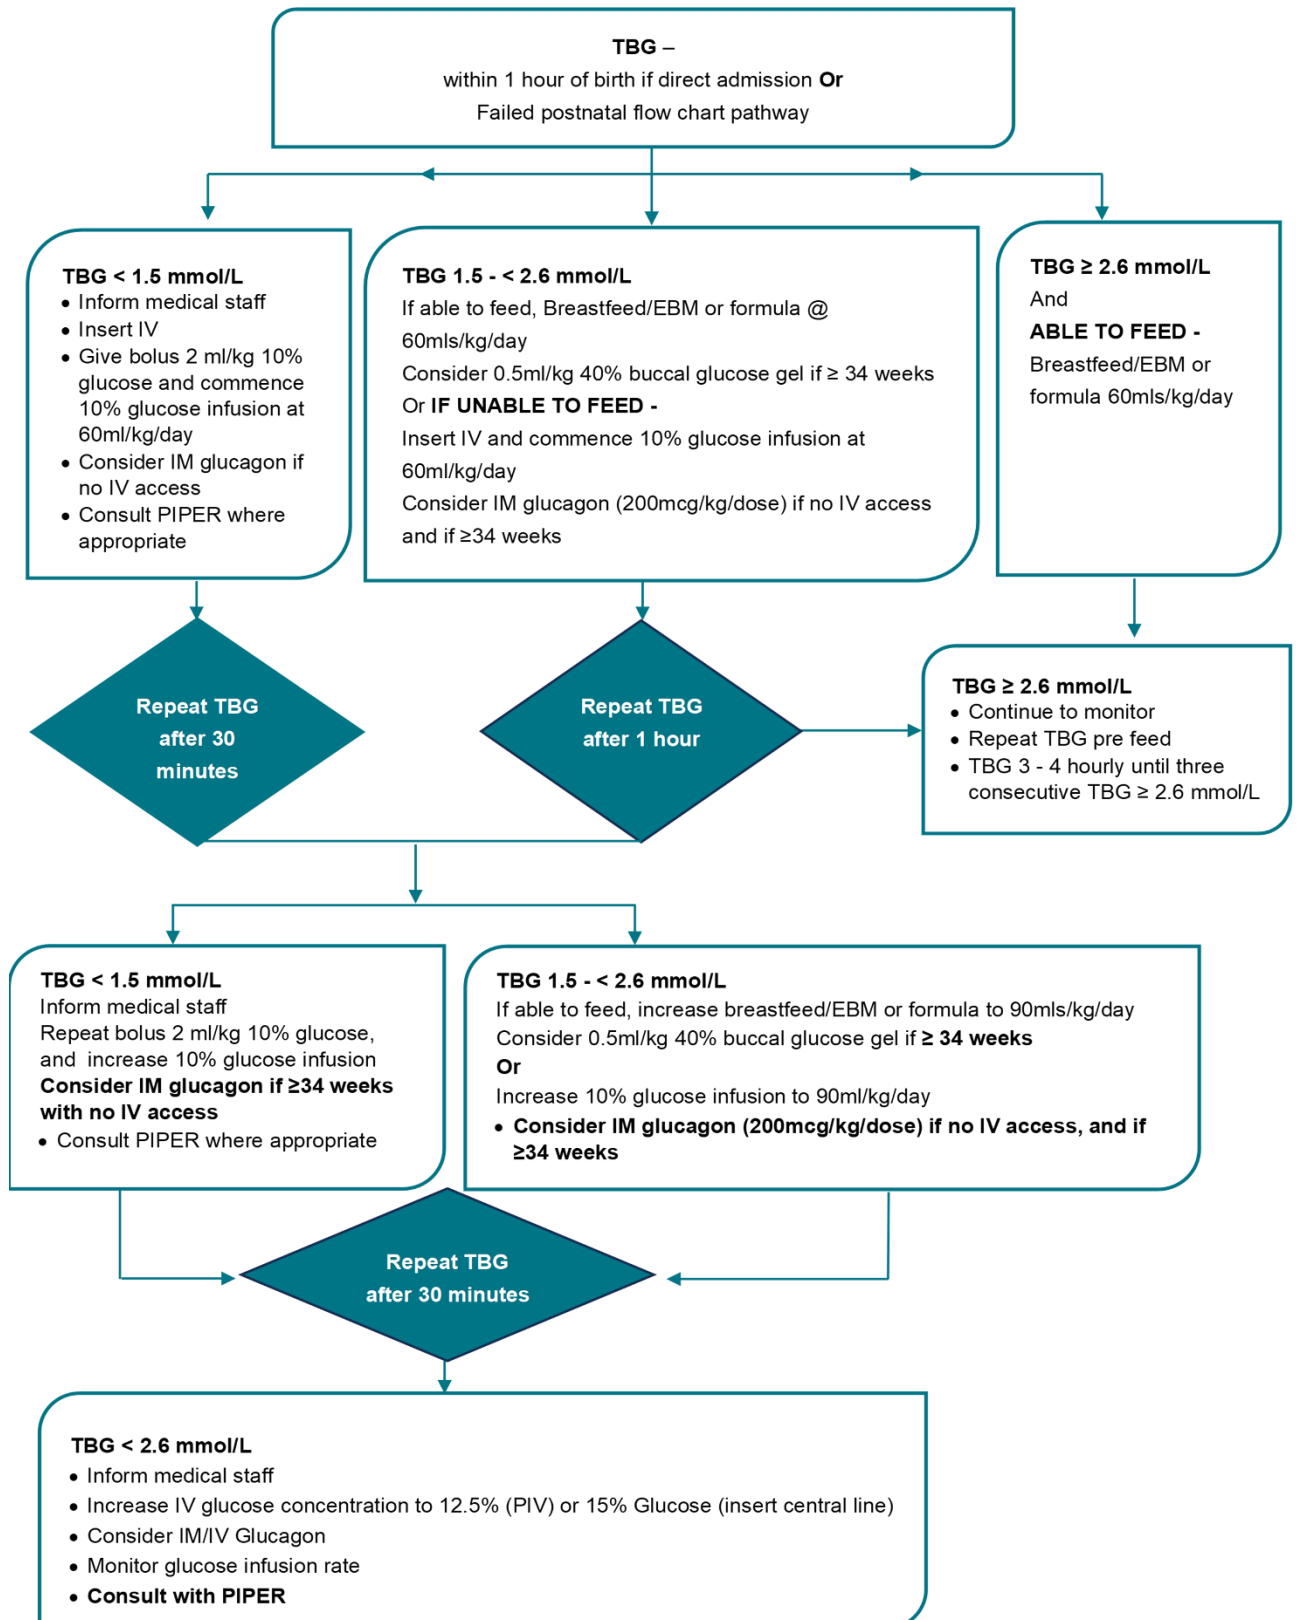 TBG –
within 1 hour of birth if direct admission Or
Failed postnatal flow chart pathway
TBG < 1.5 mmol/L
• Inform medical staff
• Insert IV
• Give bolus 2 ml/kg 10%
glucose and commence
10% glucose infusion at
60ml/kg/day
• Consider IM glucagon if
no IV access
• Consult PIPER where
appropriate
TBG 1.5 - < 2.6 mmol/L
If able to feed, Breastfeed/EBM or formula @
60mls/kg/day
Consider 0.5ml/kg 40% buccal glucose gel if ≥ 34 weeks
Or IF UNABLE TO FEED -
Insert IV and commence 10% glucose infusion at
60ml/kg/day
Consider IM glucagon (200mcg/kg/dose) if no IV access
and if ≥34 weeks
TBG ≥ 2.6 mmol/L
And
ABLE TO FEED -
Breastfeed/EBM or
formula 60mls/kg/day
Repeat TBG
after 30
minutes
Repeat TBG
after 1 hour
TBG ≥ 2.6 mmol/L
• Continue to monitor
• Repeat TBG pre feed
• TBG 3 - 4 hourly until three
consecutive TBG ≥ 2.6 mmol/L
TBG < 1.5 mmol/L
Inform medical staff
Repeat bolus 2 ml/kg 10% glucose,
and increase 10% glucose infusion
Consider IM glucagon if ≥34 weeks
with no IV access
• Consult PIPER where appropriate
TBG 1.5 - < 2.6 mmol/L
If able to feed, increase breastfeed/EBM or formula to 90mls/kg/day
Consider 0.5ml/kg 40% buccal glucose gel if ≥ 34 weeks
Or
Increase 10% glucose infusion to 90ml/kg/day
• Consider IM glucagon (200mcg/kg/dose) if no IV access, and if
≥34 weeks
Repeat TBG
after 30 minutes
TBG < 2.6 mmol/L
• Inform medical staff
• Increase IV glucose concentration to 12.5% (PIV) or 15% Glucose (insert central line)
• Consider IM/IV Glucagon
• Monitor glucose infusion rate
• Consult with PIPER